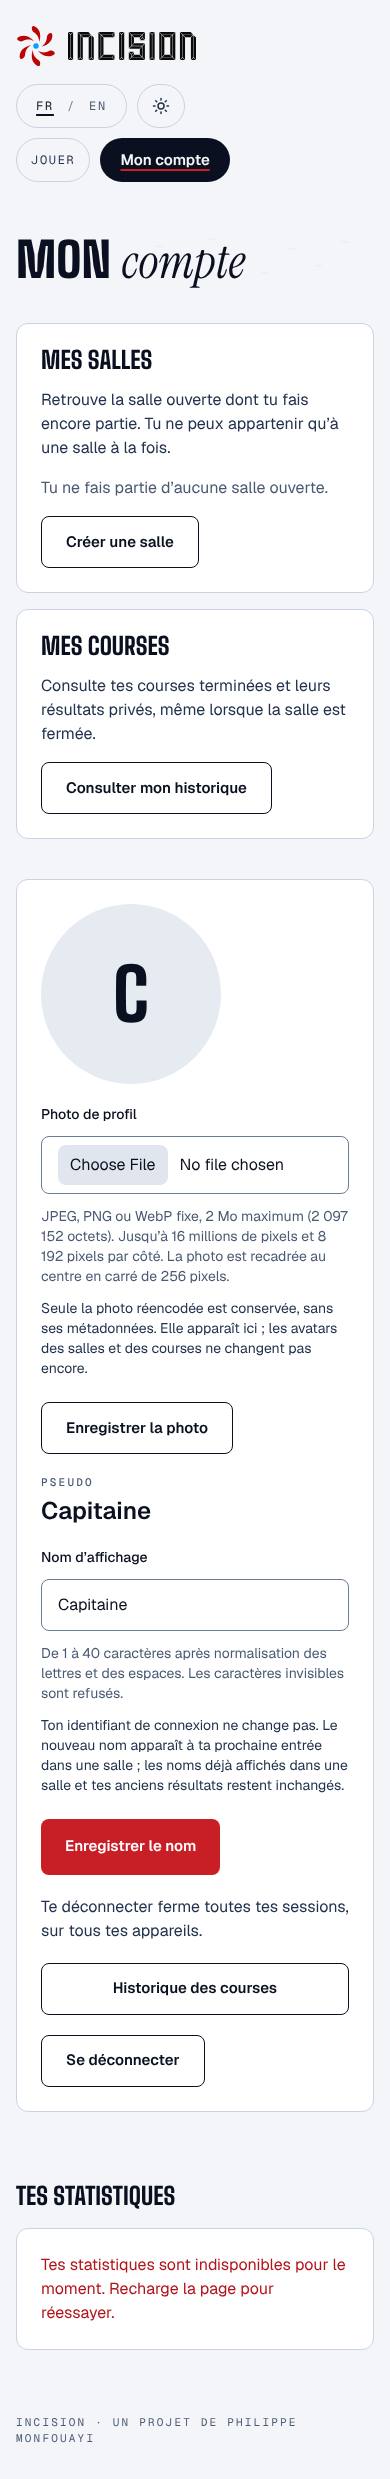 INCISION
FR / EN
JOUER
Mon compte
MON compte
MES SALLES
Retrouve la salle ouverte dont tu fais
encore partie. Tu ne peux appartenir qu’à
une salle à la fois.
Tu ne fais partie d’aucune salle ouverte.
Créer une salle
MES COURSES
Consulte tes courses terminées et leurs
résultats privés, même lorsque la salle est
fermée.
Consulter mon historique
C
Photo de profil
Choose File No file chosen
JPEG, PNG ou WebP fixe, 2 Mo maximum (2 097
152 octets). Jusqu’à 16 millions de pixels et 8
192 pixels par côté. La photo est recadrée au
centre en carré de 256 pixels.
Seule la photo réencodée est conservée, sans
ses métadonnées. Elle apparaît ici ; les avatars
des salles et des courses ne changent pas
encore.
Enregistrer la photo
PSEUDO
Capitaine
Nom d’affichage
Capitaine
De 1 à 40 caractères après normalisation des
lettres et des espaces. Les caractères invisibles
sont refusés.
Ton identifiant de connexion ne change pas. Le
nouveau nom apparaît à ta prochaine entrée
dans une salle ; les noms déjà affichés dans une
salle et tes anciens résultats restent inchangés.
Enregistrer le nom
Te déconnecter ferme toutes tes sessions,
sur tous tes appareils.
Historique des courses
Se déconnecter
TES STATISTIQUES
Tes statistiques sont indisponibles pour le
moment. Recharge la page pour
réessayer.
INCISION · UN PROJET DE PHILIPPE
MONFOUAYI